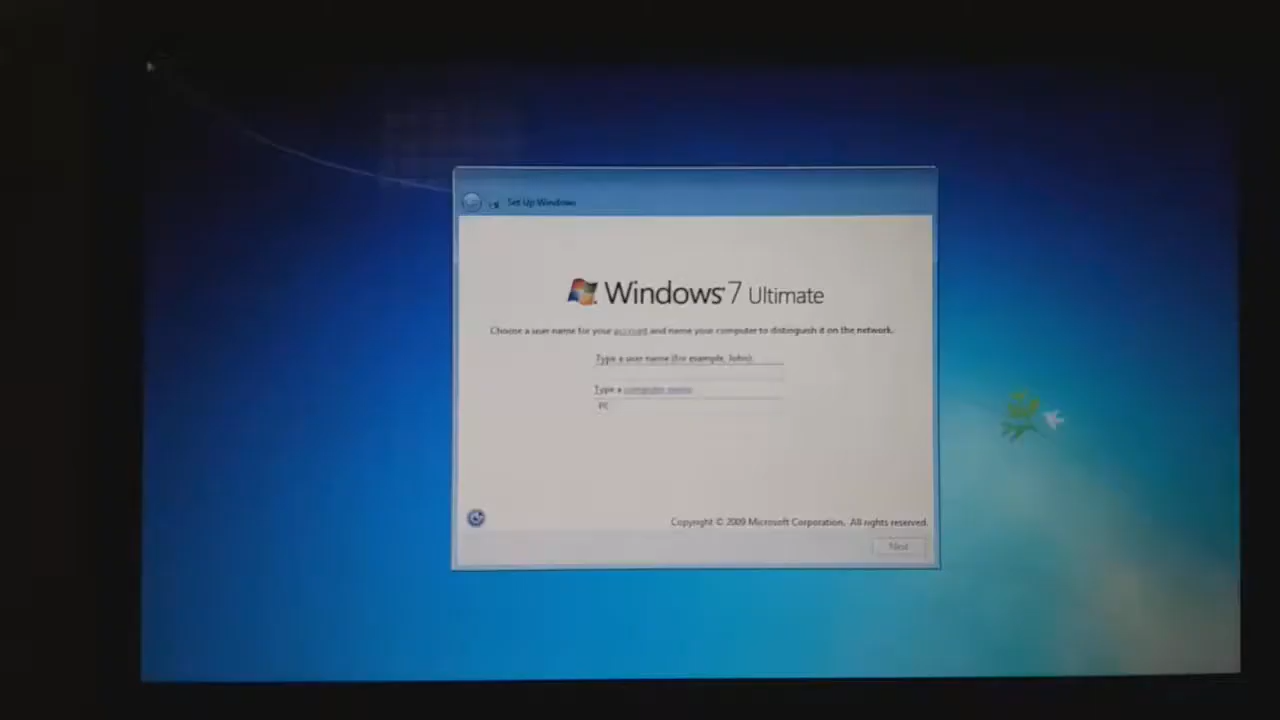 Set Up Windows
Windows 7 Ultimate
Choose a user name for your account and name your computer to distinguish it on the network.
Type a user name (for example, John):
Type a computer name:
PC
Copyright © 2009 Microsoft Corporation. All rights reserved.
Next